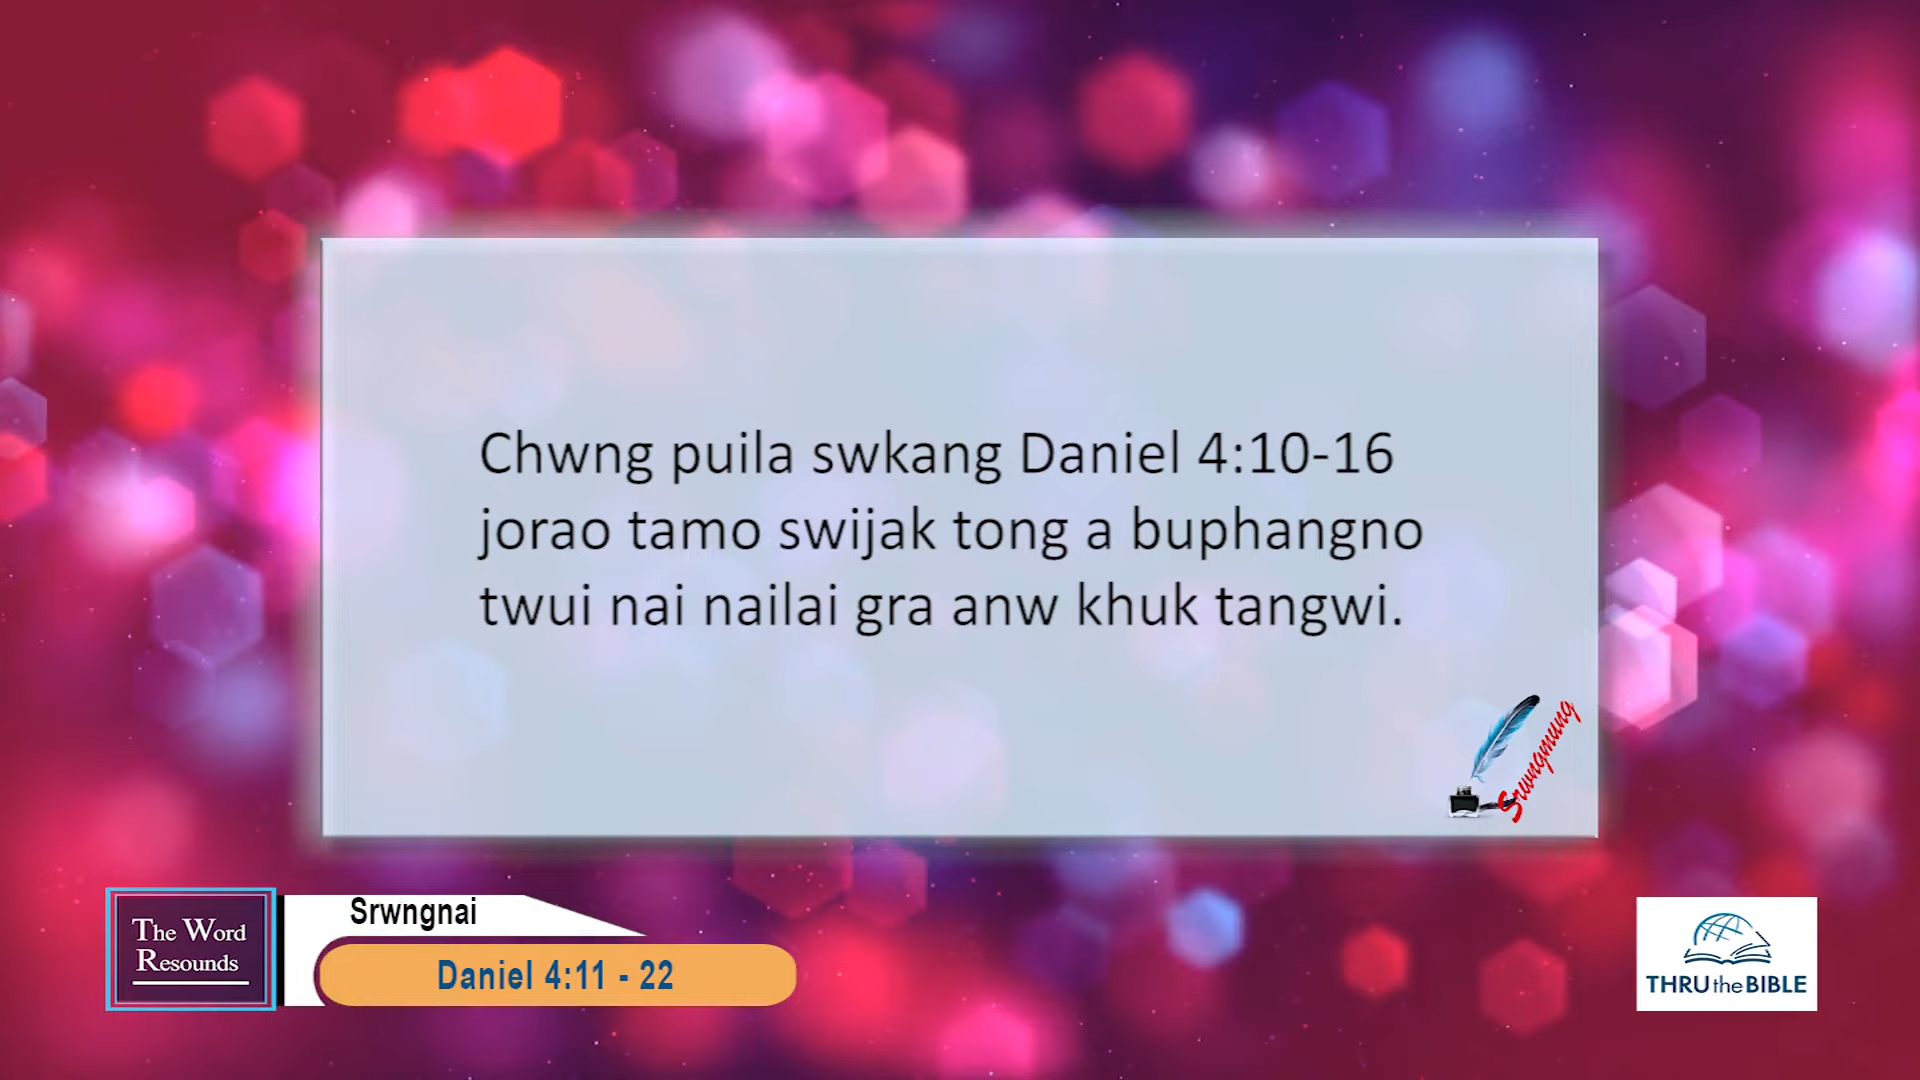 Chwng puila swkang Daniel 4:10-16
jorao tamo swijak tong a buphangno
twui nai nailai gra anw khuk tangwi.
Srwngmung
The Word
Resounds
Srwngnai
Daniel 4:11 - 22
THRU the BIBLE